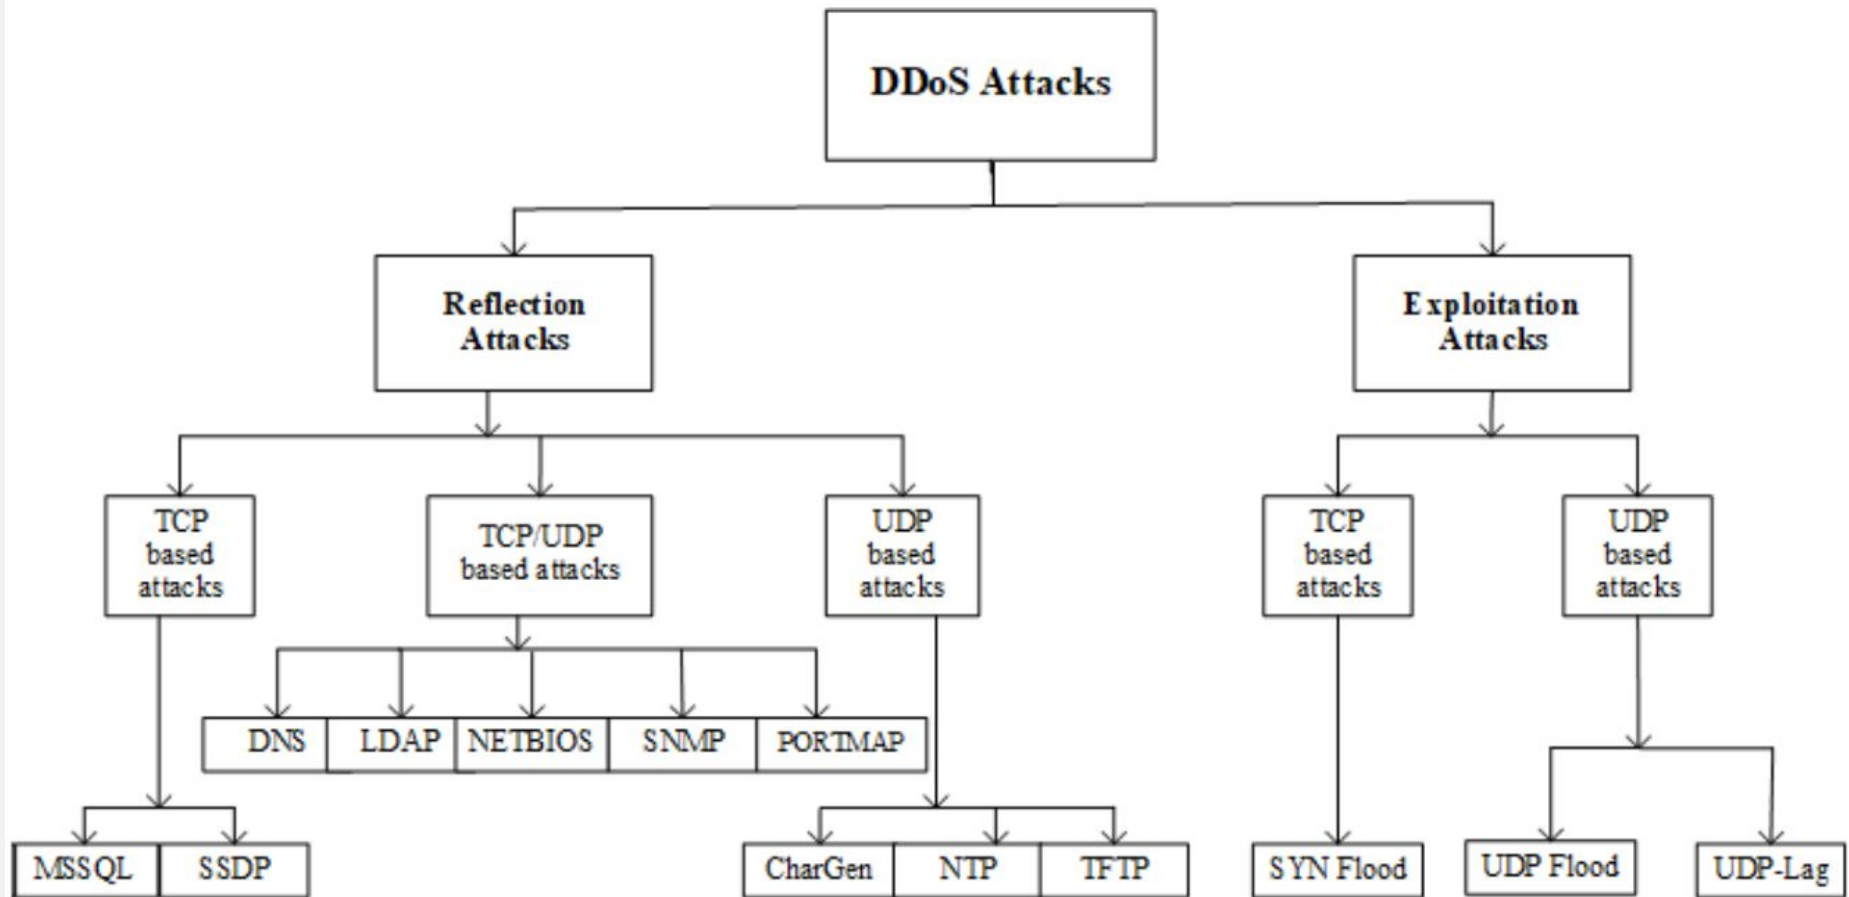 DDoS Attacks
Reflection
Attacks
Exploitation
Attacks
TCP
based
attacks
TCP/UDP
based attacks
UDP
based
attacks
TCP
based
attacks
UDP
based
attacks
DNS
LDAP
NETBIOS
SNMP
PORTMAP
MSSQL
SSDP
CharGen
NTP
TFTP
SYN Flood
UDP Flood
UDP-Lag